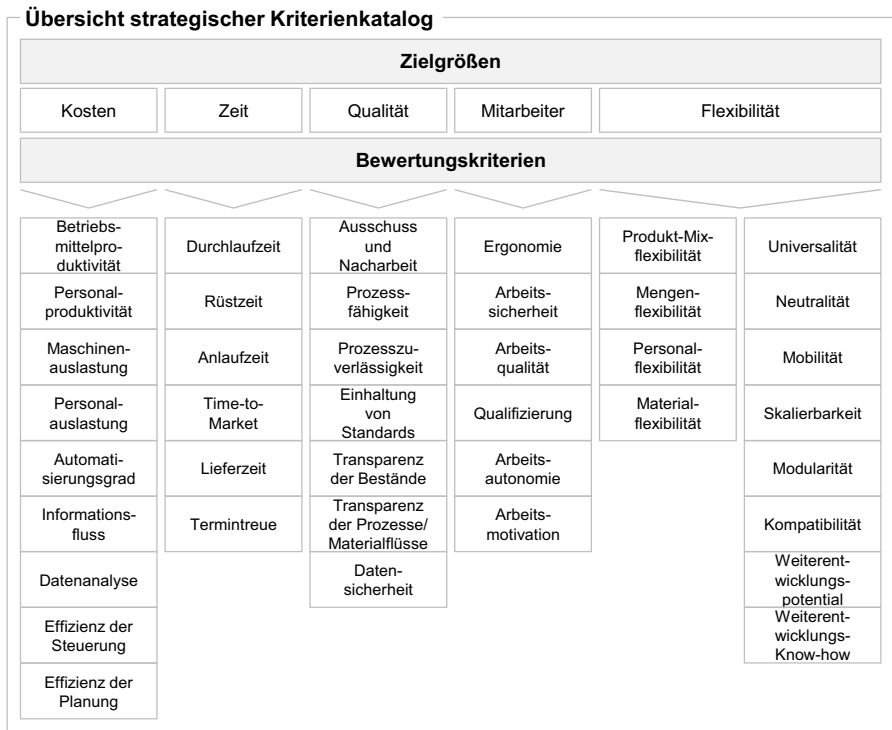 Übersicht strategischer Kriterienkatalog
Zielgrößen
Kosten
Zeit
Qualität
Mitarbeiter
Flexibilität
Bewertungskriterien
Betriebs-
mittelpro-
duktivität
Personal-
produktivität
Maschinen-
auslastung
Personal-
auslastung
Automati-
sierungsgrad
Informations-
fluss
Datenanalyse
Effizienz der
Steuerung
Effizienz der
Planung
Durchlaufzeit
Rüstzeit
Anlaufzeit
Time-to-
Market
Lieferzeit
Termintreue
Ausschuss
und
Nacharbeit
Prozess-
fähigkeit
Prozesszu-
verlässigkeit
Einhaltung
von
Standards
Transparenz
der Bestände
Transparenz
der Prozesse/
Materialflüsse
Daten-
sicherheit
Ergonomie
Arbeits-
sicherheit
Arbeits-
qualität
Qualifizierung
Arbeits-
autonomie
Arbeits-
motivation
Produkt-Mix-
flexibilität
Mengen-
flexibilität
Personal-
flexibilität
Material-
flexibilität
Universalität
Neutralität
Mobilität
Skalierbarkeit
Modularität
Kompatibilität
Weiterent-
wicklungs-
potential
Weiterent-
wicklungs-
Know-how